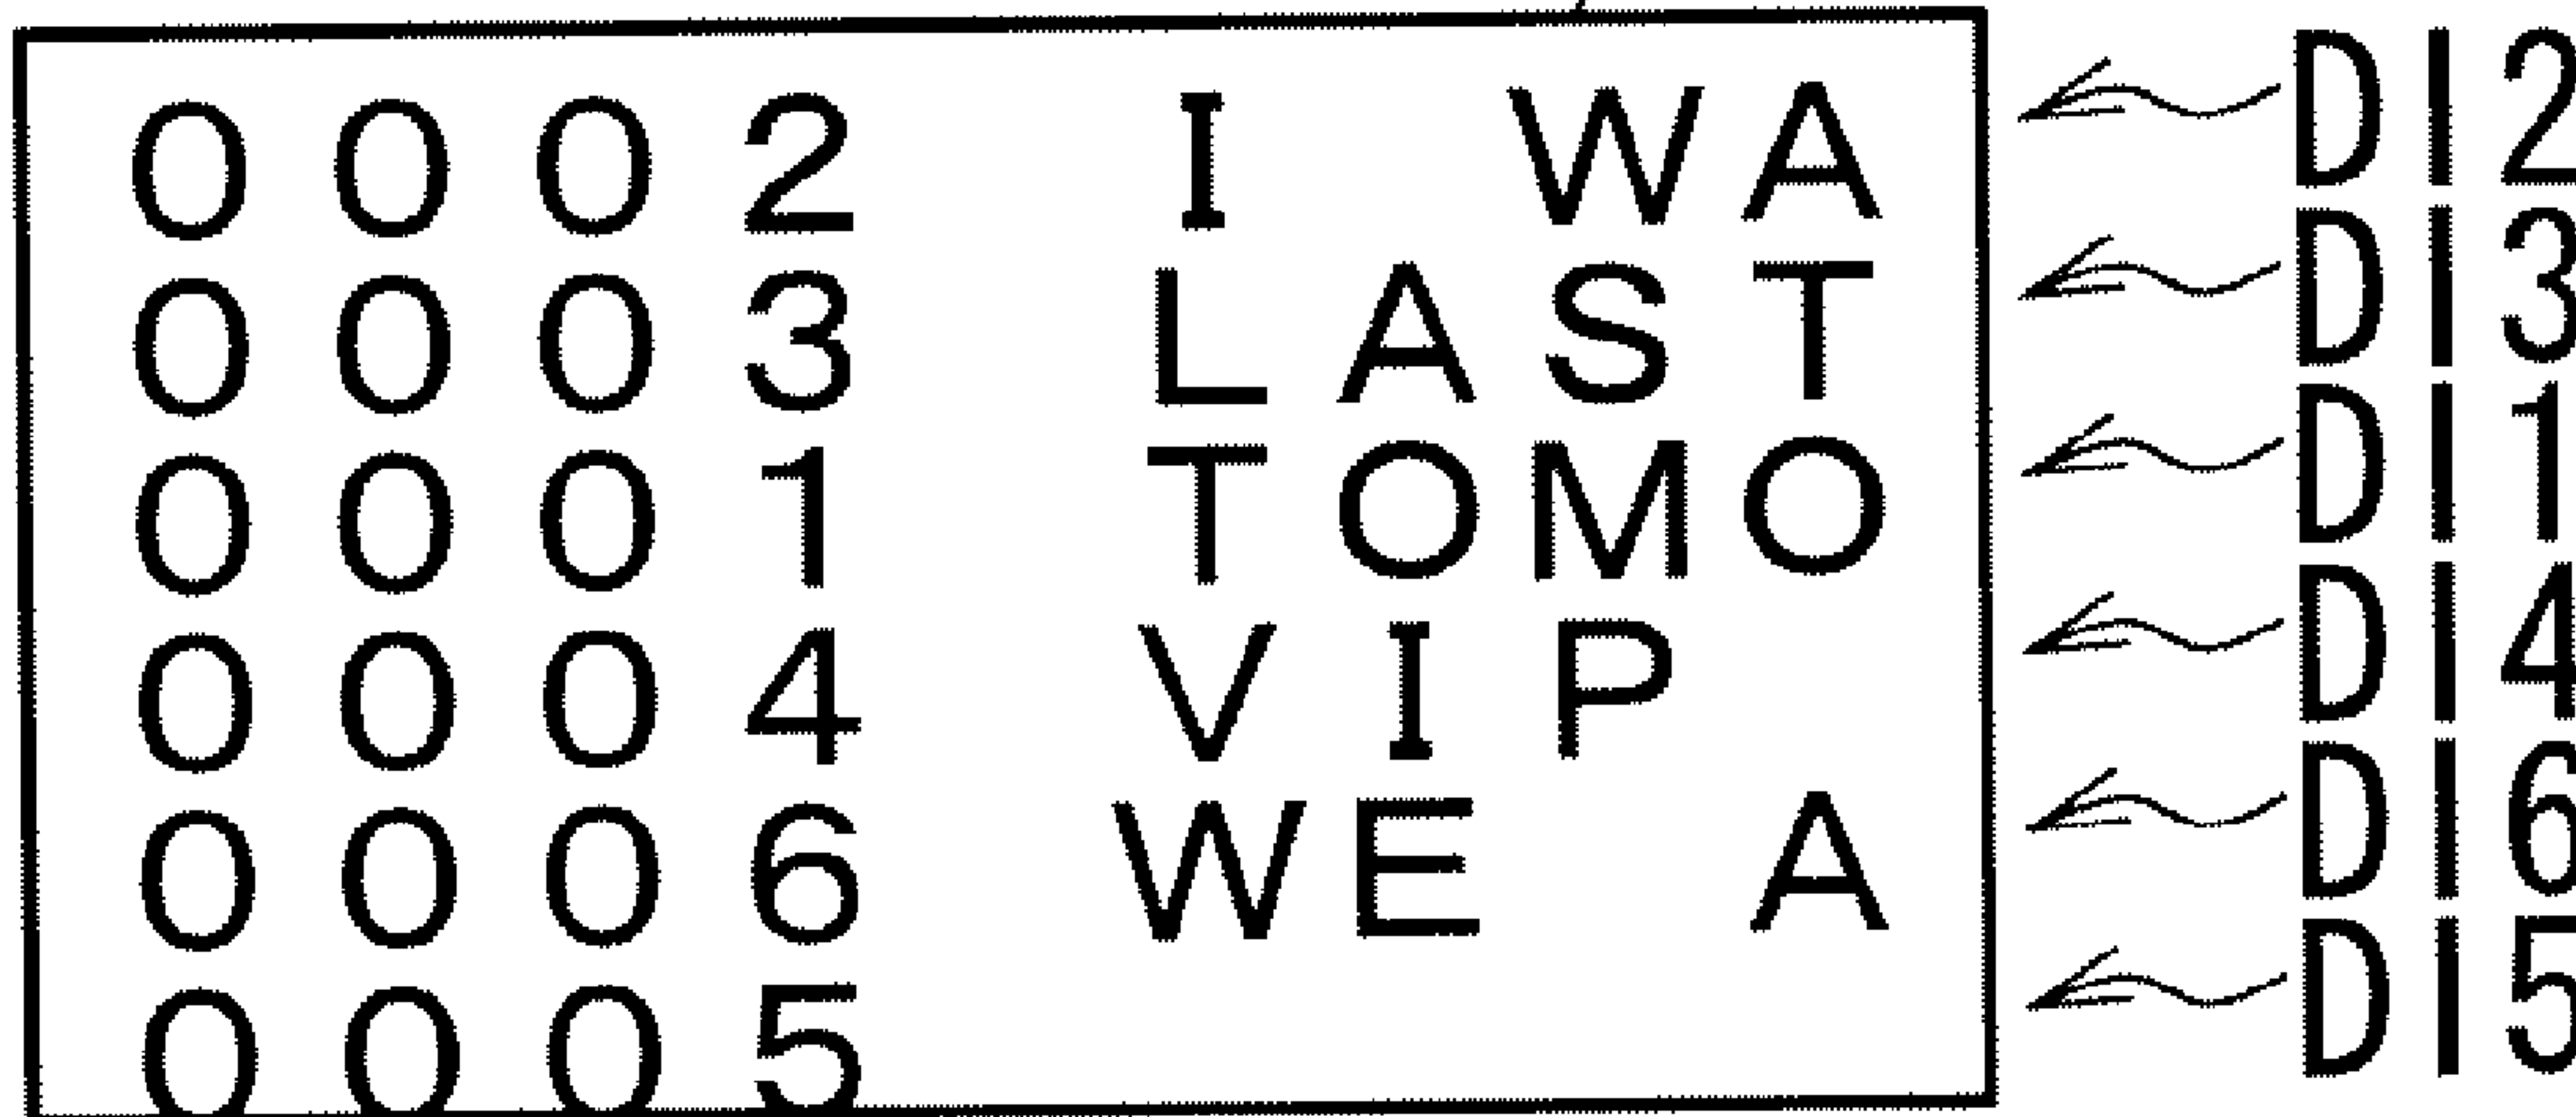 0002 I WA DI2
0003 LAST DI3
0001 TOMO DI1
0004 VIP DI4
0006 WE A DI6
0005 DI5